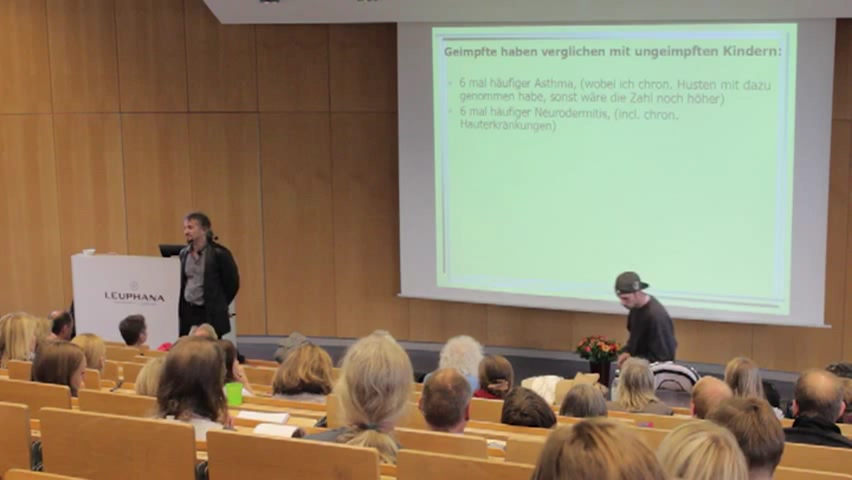 Geimpfte haben verglichen mit ungeimpften Kindern:
6 mal häufiger Asthma, (wobei ich chron. Husten mit dazu
genommen habe, sonst wäre die Zahl noch höher)
6 mal häufiger Neurodermitis, (incl. chron.
Hauterkrankungen)
LEUPHANA